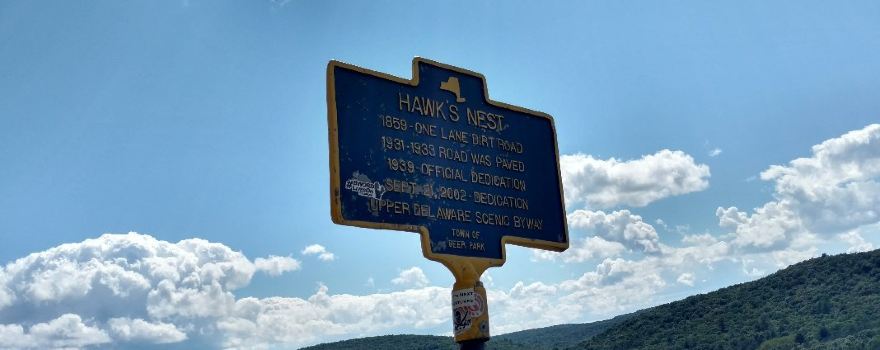 HAWK'S NEST
1859-ONE LANE DIRT ROAD
1931-1933 ROAD WAS PAVED
1939-OFFICIAL DEDICATION
SEPT. 21, 2002-DEDICATION
UPPER DELAWARE SCENIC BYWAY
TOWN OF
DEER PARK